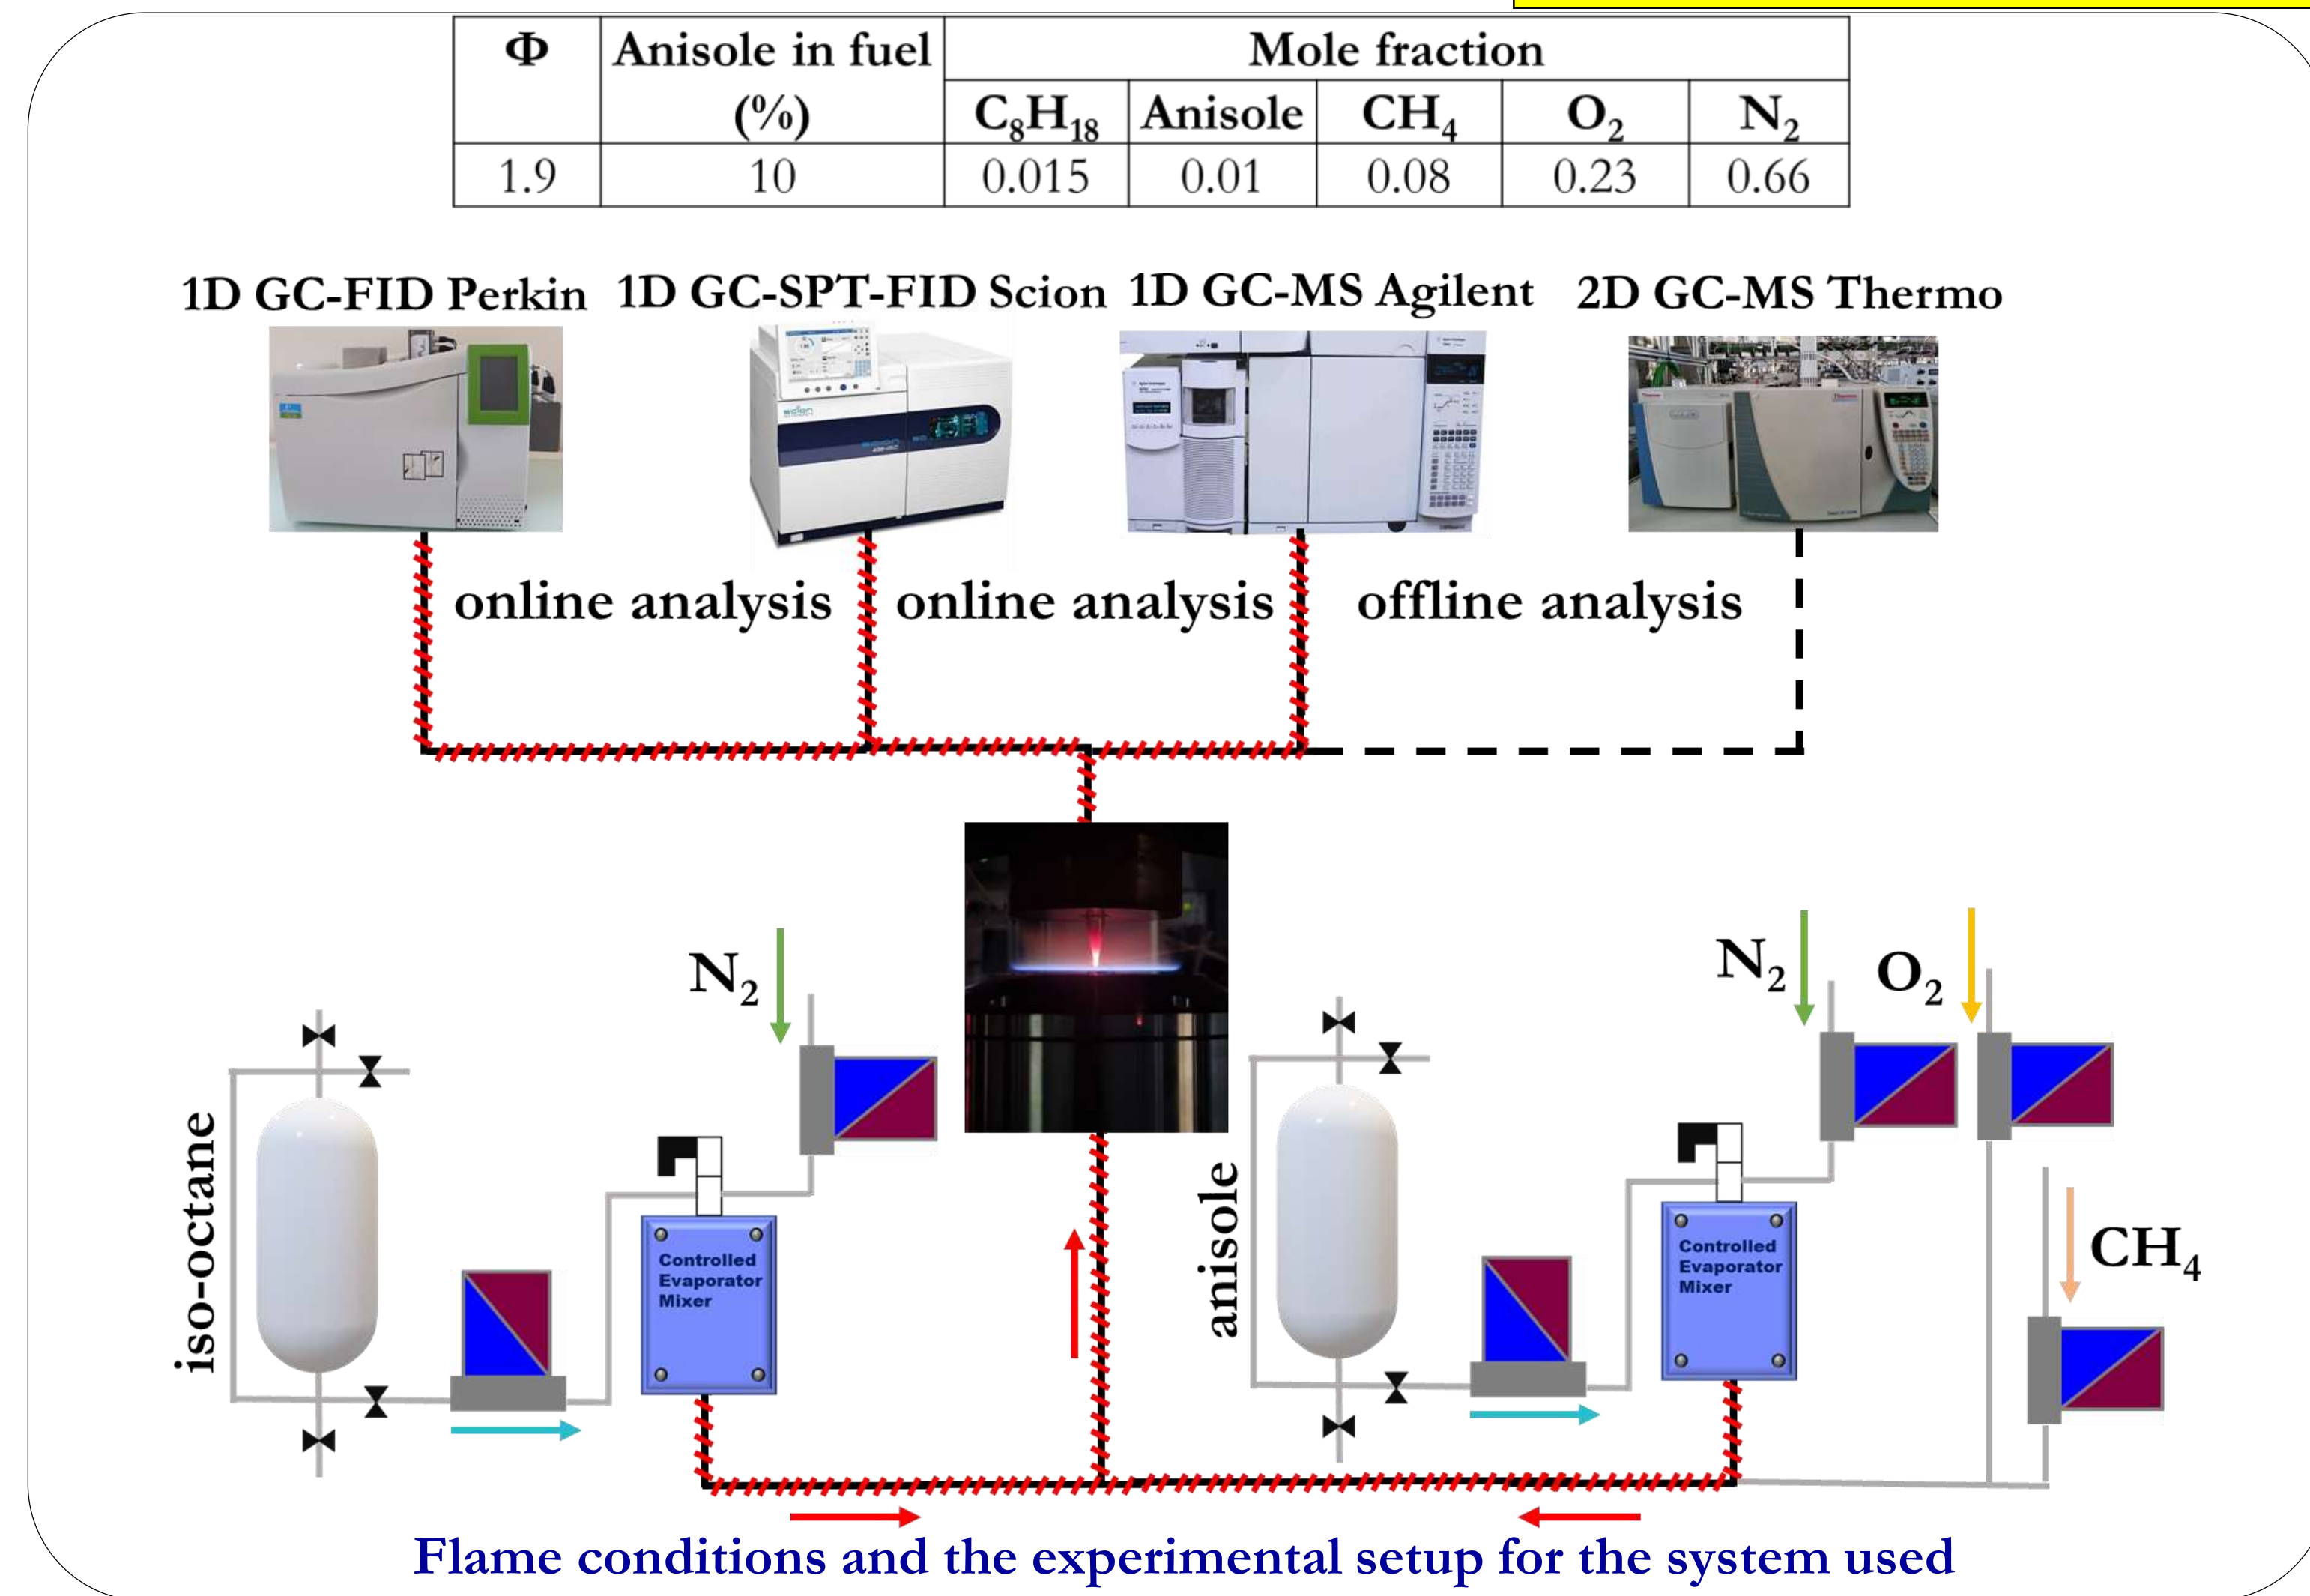 Φ Anisole in fuel (%) Mole fraction
C₈H₁₈ Anisole CH₄ O₂ N₂
1.9 10 0.015 0.01 0.08 0.23 0.66
1D GC-FID Perkin 1D GC-SPT-FID Scion 1D GC-MS Agilent 2D GC-MS Thermo
scion
online analysis online analysis offline analysis
N₂
N₂ O₂
iso-octane
anisole
Controlled
Evaporator
Mixer
Controlled
Evaporator
Mixer
CH₄
Flame conditions and the experimental setup for the system used